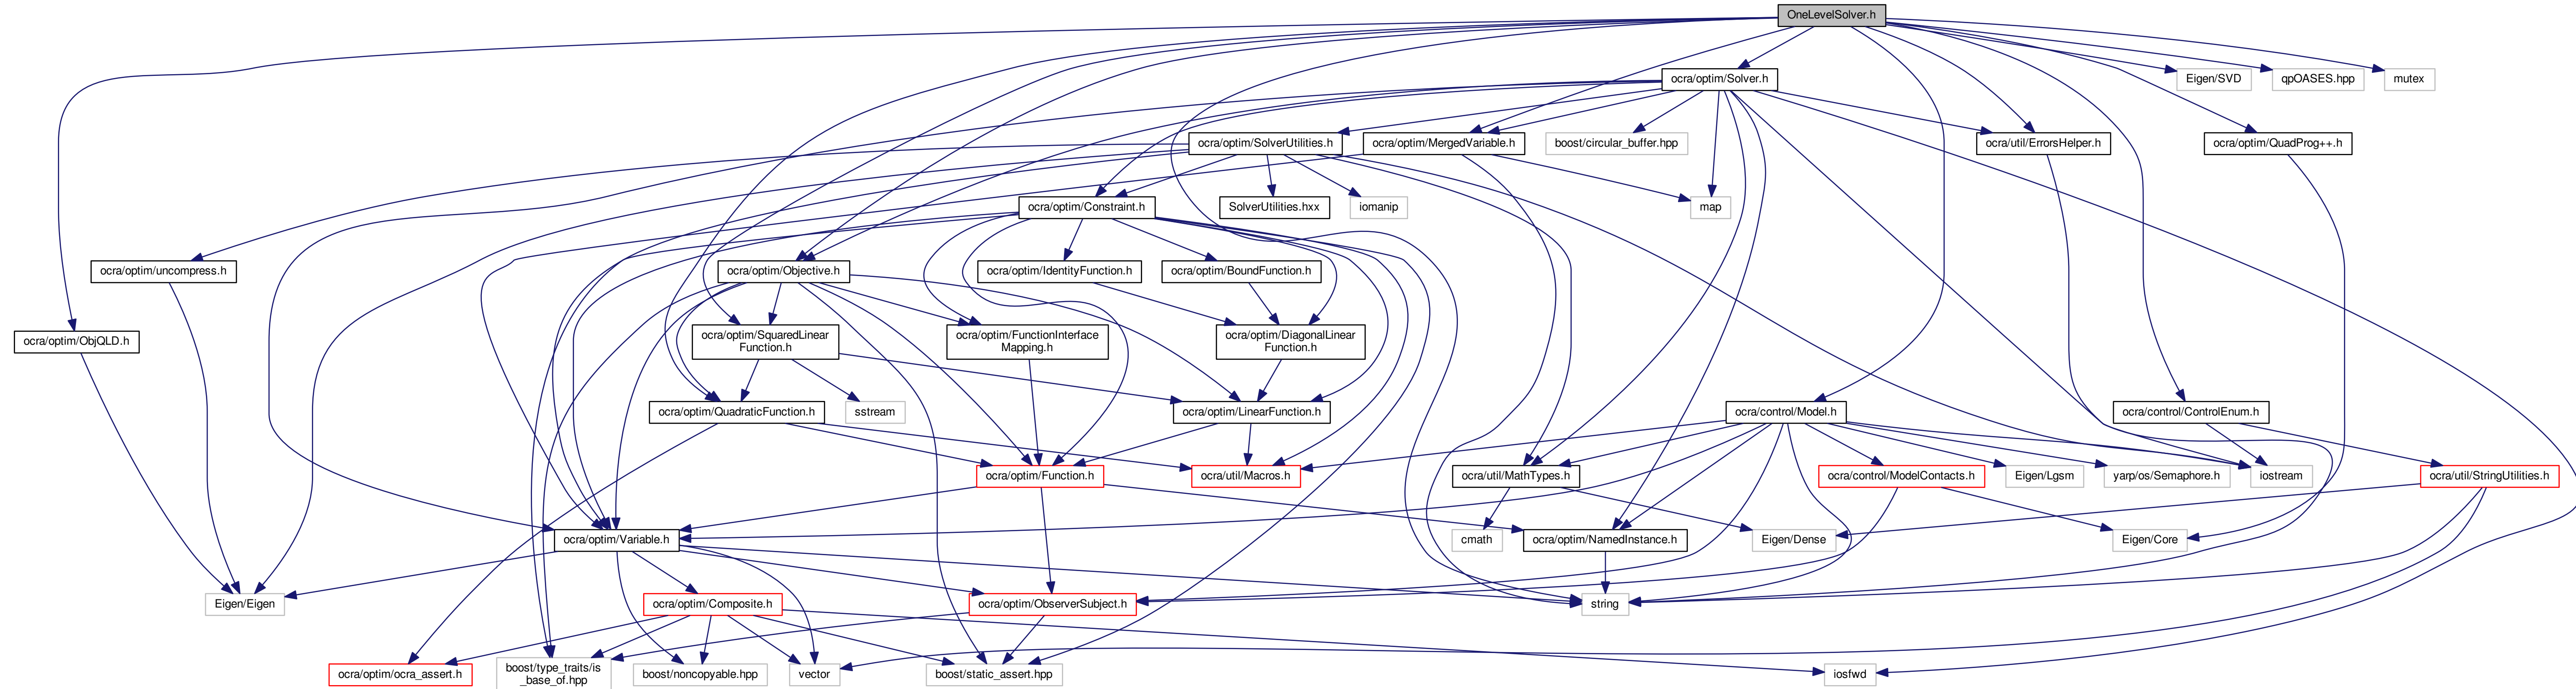 OneLevelSolver.h
ocra/optim/Solver.h
Eigen/SVD
qpOASES.hpp
mutex
ocra/optim/SolverUtilities.h
ocra/optim/MergedVariable.h
boost/circular_buffer.hpp
ocra/util/ErrorsHelper.h
ocra/optim/QuadProg++.h
ocra/optim/Constraint.h
SolverUtilities.hxx
iomanip
map
ocra/optim/uncompress.h
ocra/optim/Objective.h
ocra/optim/IdentityFunction.h
ocra/optim/BoundFunction.h
ocra/optim/ObjQLD.h
ocra/optim/SquaredLinear
Function.h
ocra/optim/FunctionInterface
Mapping.h
ocra/optim/DiagonalLinear
Function.h
ocra/optim/QuadraticFunction.h
sstream
ocra/optim/LinearFunction.h
ocra/control/Model.h
ocra/control/ControlEnum.h
ocra/optim/Function.h
ocra/util/Macros.h
ocra/util/MathTypes.h
ocra/control/ModelContacts.h
Eigen/Lgsm
yarp/os/Semaphore.h
iostream
ocra/util/StringUtilities.h
ocra/optim/Variable.h
cmath
ocra/optim/NamedInstance.h
Eigen/Dense
Eigen/Core
Eigen/Eigen
ocra/optim/Composite.h
ocra/optim/ObserverSubject.h
string
ocra/optim/ocra_assert.h
boost/type_traits/is
_base_of.hpp
boost/noncopyable.hpp
vector
boost/static_assert.hpp
iosfwd